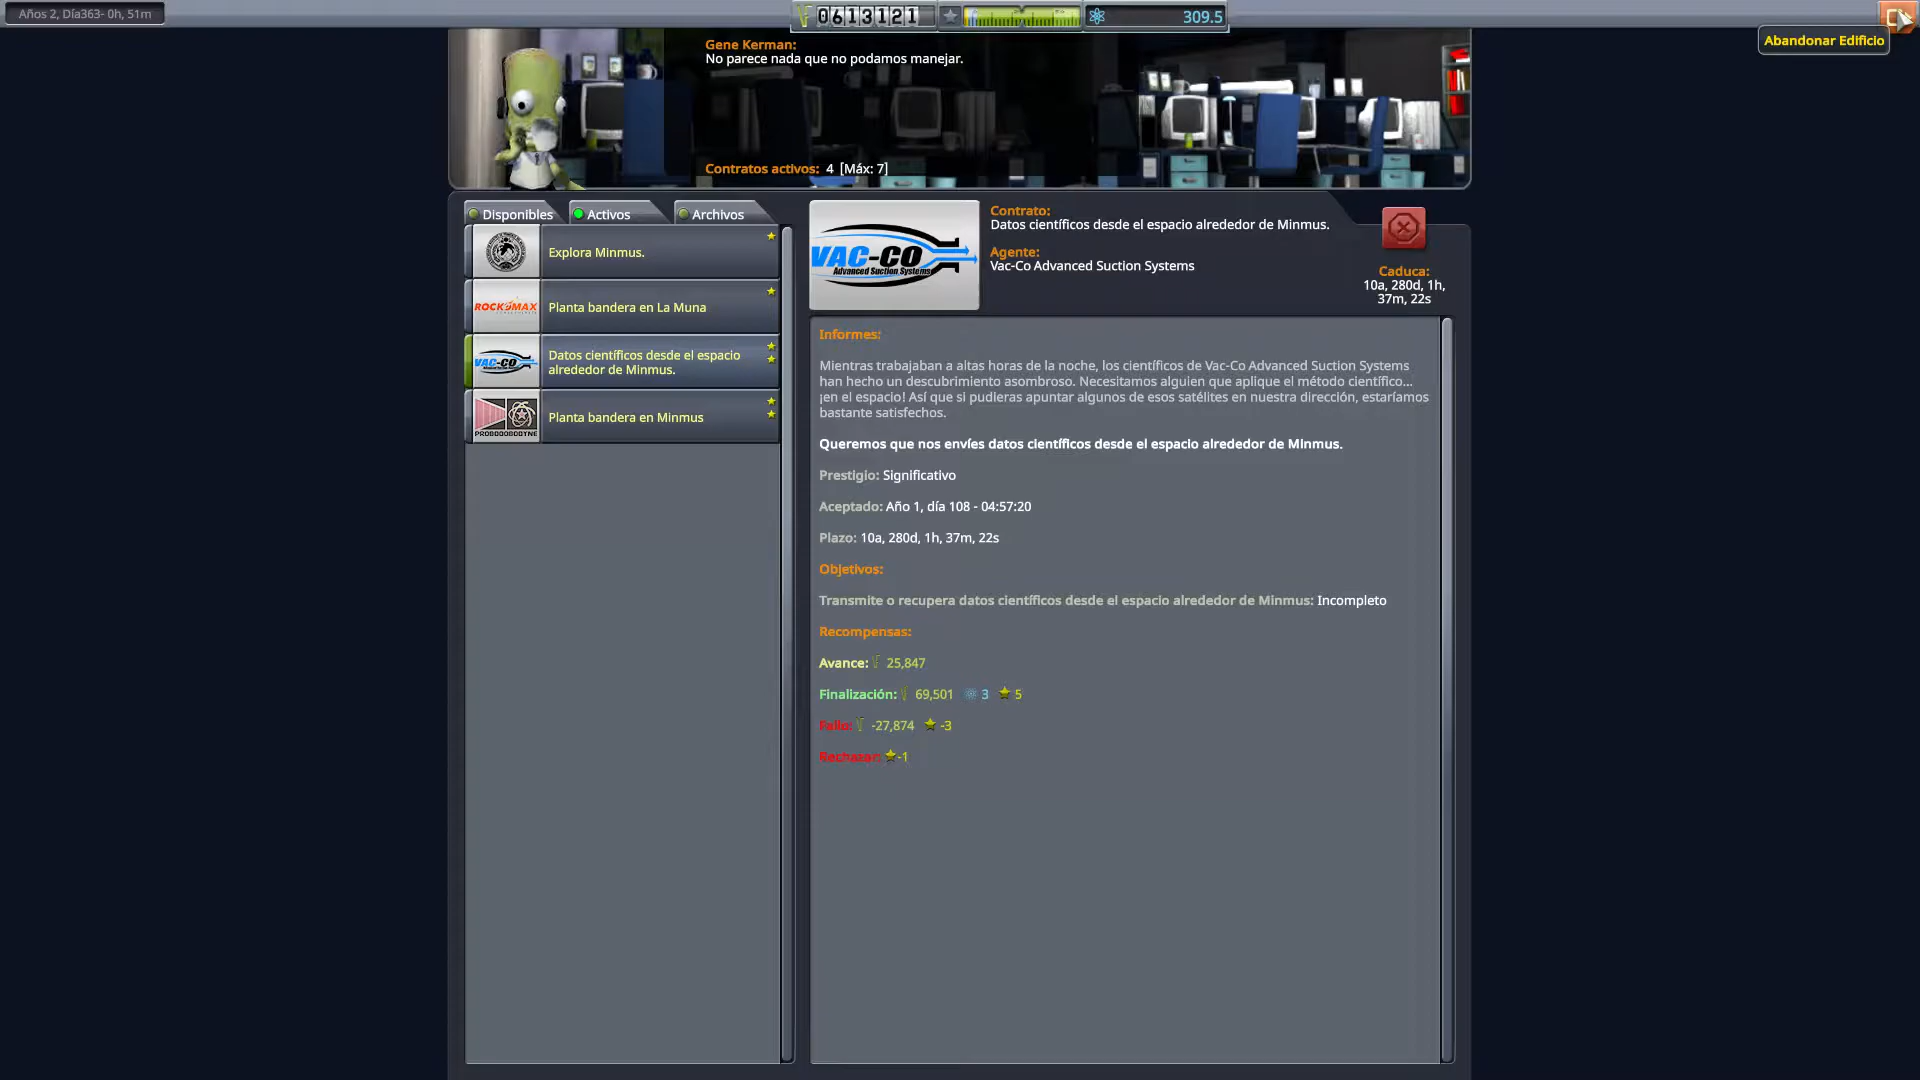 Años 2, Día363- 0h, 51m
0613121
309.5
Abandonar Edificio
Gene Kerman:
No parece nada que no podamos manejar.
Contratos activos: 4 [Máx: 7]
Disponibles
Activos
Archivos
Explora Minmus.
ROCKOMAX
Planta bandera en La Muna
VAC-CO
Datos científicos desde el espacio
alrededor de Minmus.
PROBODOBODYNE
Planta bandera en Minmus
VAC-CO
Advanced Suction Systems
Contrato:
Datos científicos desde el espacio alrededor de Minmus.
Agente:
Vac-Co Advanced Suction Systems
Caduca:
10a, 280d, 1h,
37m, 22s
Informes:
Mientras trabajaban a altas horas de la noche, los científicos de Vac-Co Advanced Suction Systems
han hecho un descubrimiento asombroso. Necesitamos alguien que aplique el método científico...
¡en el espacio! Así que si pudieras apuntar algunos de esos satélites en nuestra dirección, estaríamos
bastante satisfechos.
Queremos que nos envíes datos científicos desde el espacio alrededor de Minmus.
Prestigio: Significativo
Aceptado: Año 1, día 108 - 04:57:20
Plazo: 10a, 280d, 1h, 37m, 22s
Objetivos:
Transmite o recupera datos científicos desde el espacio alrededor de Minmus: Incompleto
Recompensas:
Avance: 25,847
Finalización: 69,501 3 5
Fallo: -27,874 -3
Rechazar: -1